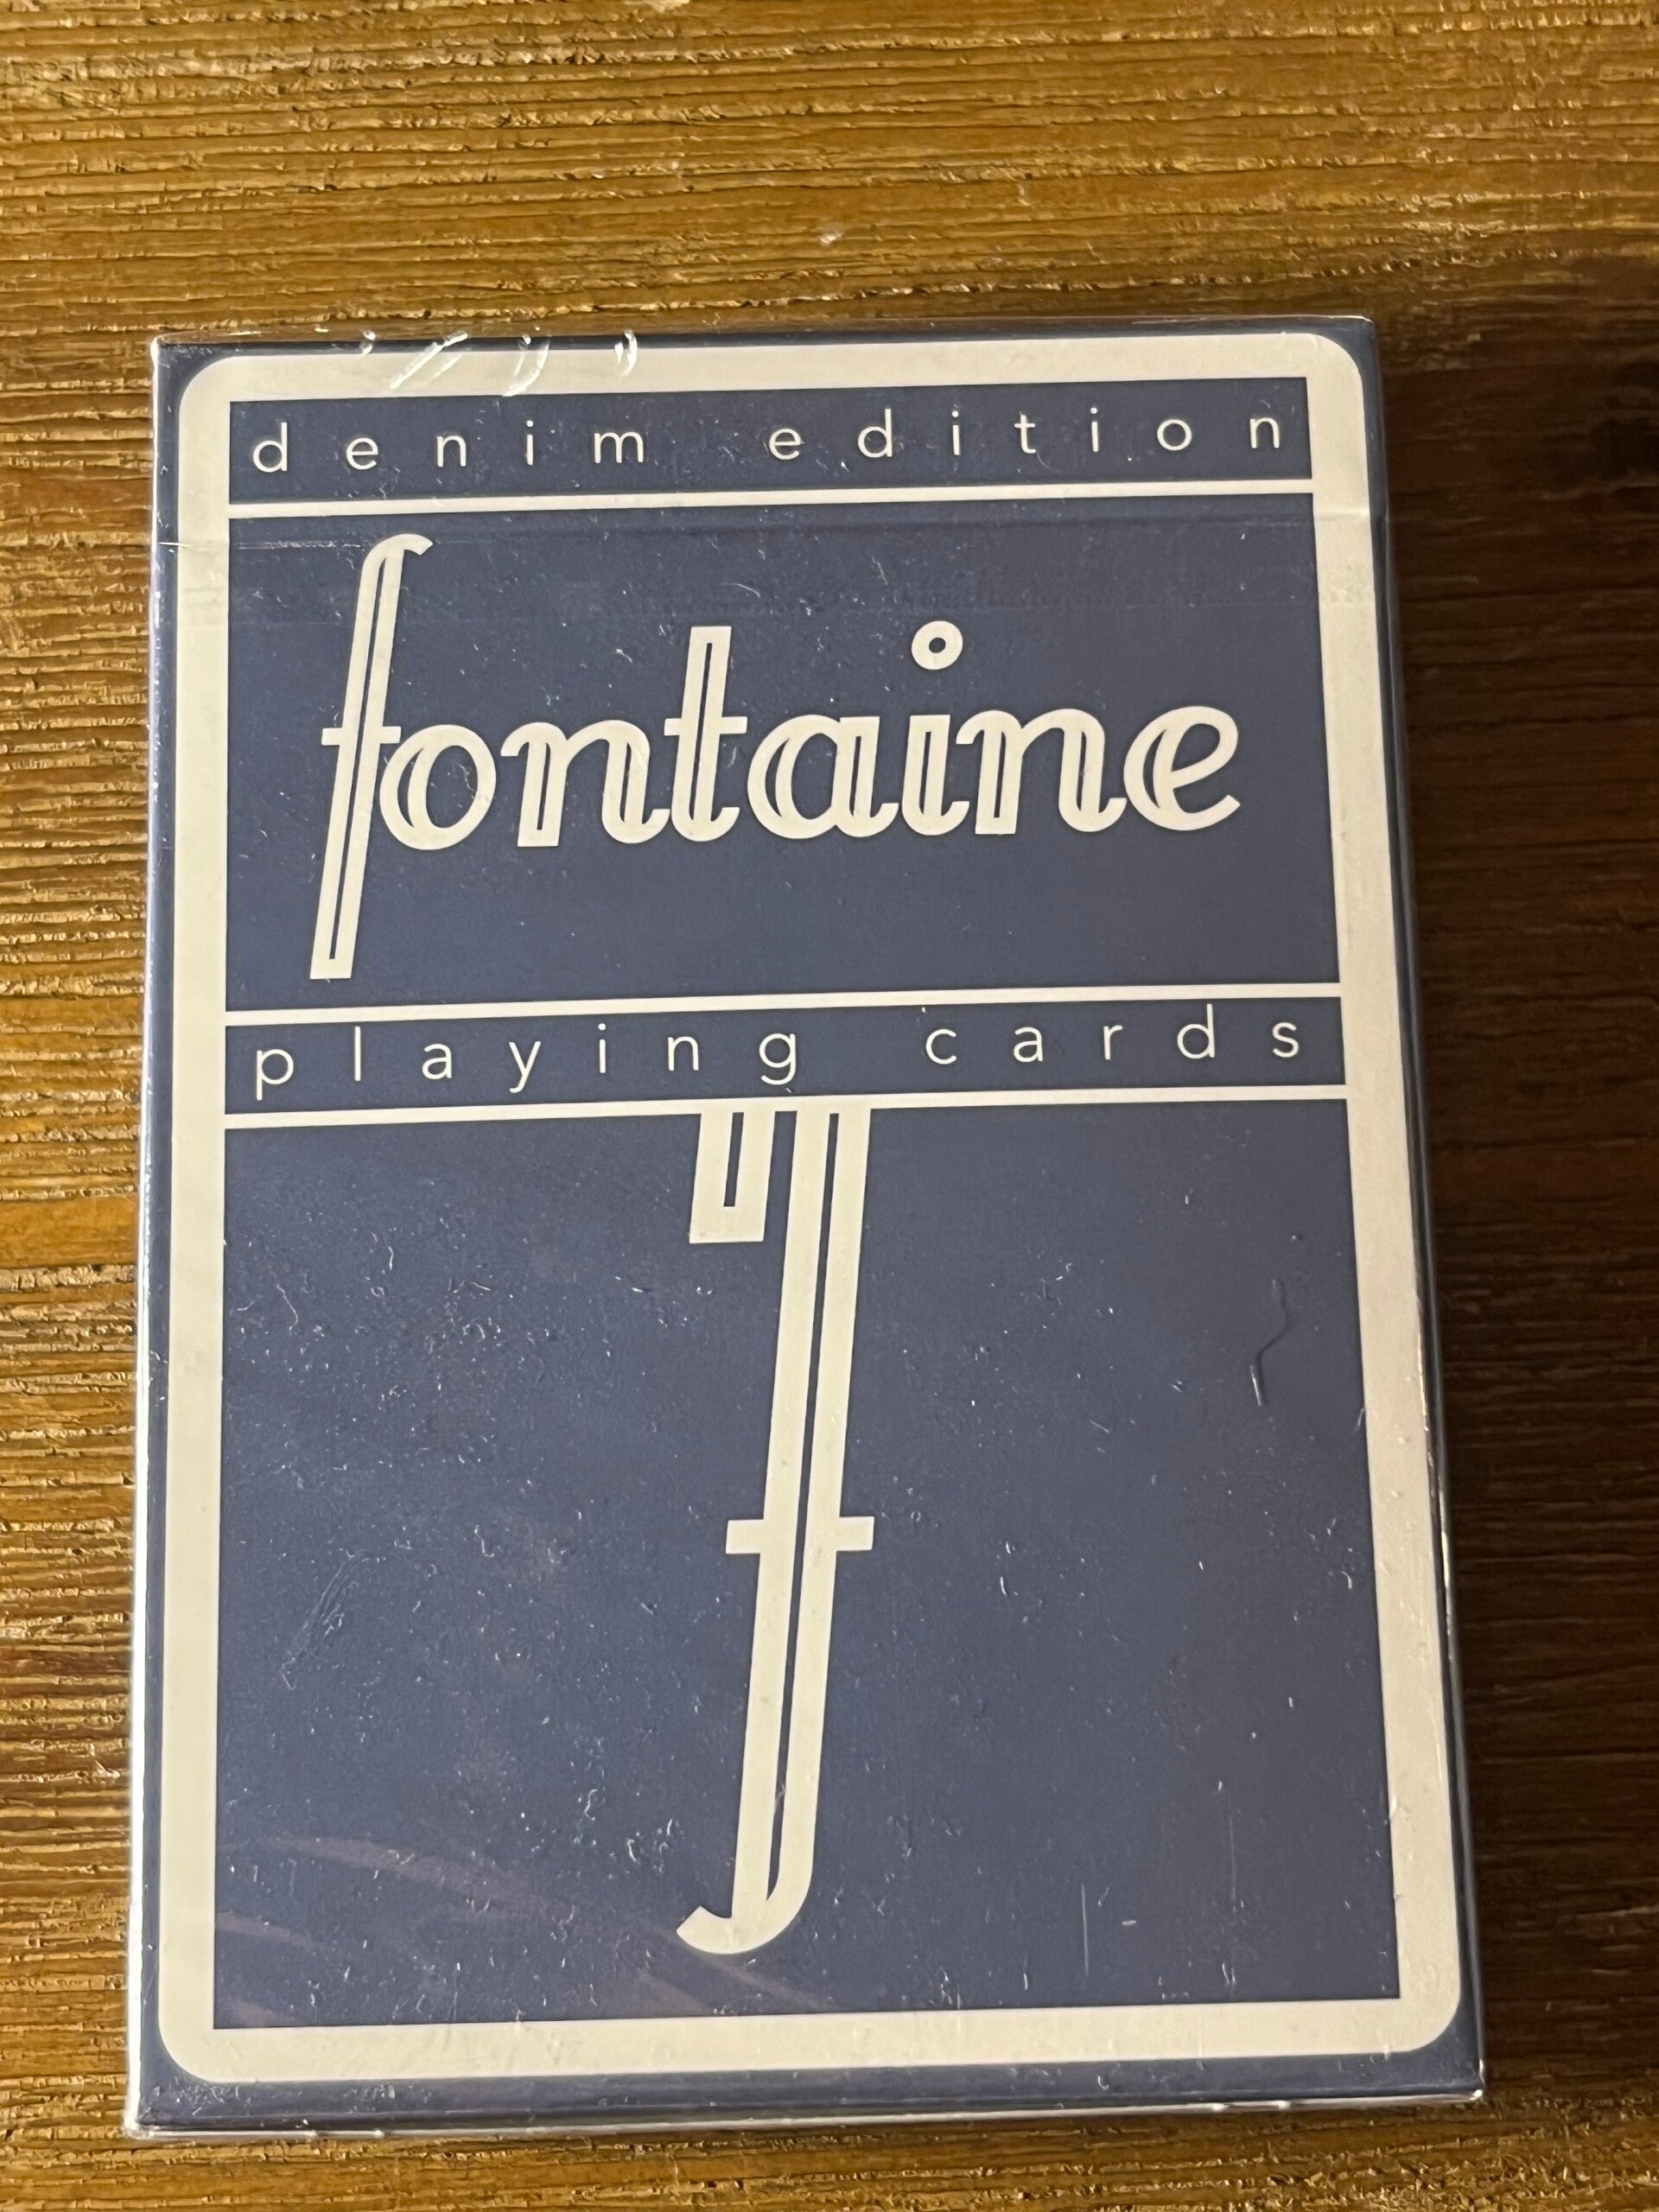 denim edition
fontaine
playing cards
f